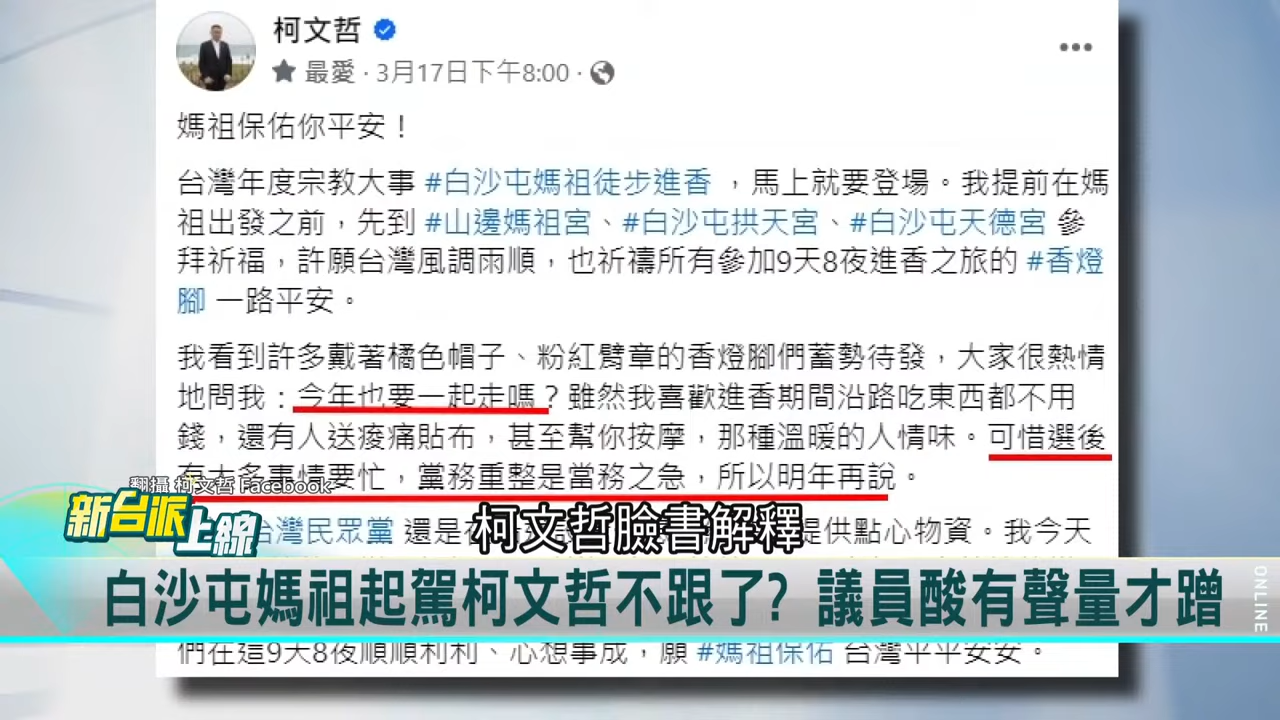 柯文哲
最愛 · 3月17日下午8:00 ·
媽祖保佑你平安！
台灣年度宗教大事 #白沙屯媽祖徒步進香 ，馬上就要登場。我提前在媽
祖出發之前，先到 #山邊媽祖宮、#白沙屯拱天宮、#白沙屯天德宮 參
拜祈福，許願台灣風調雨順，也祈禱所有參加9天8夜進香之旅的 #香燈
腳 一路平安。
我看到許多戴著橘色帽子、粉紅臂章的香燈腳們蓄勢待發，大家很熱情
地問我：今年也要一起走嗎？雖然我喜歡進香期間沿路吃東西都不用
錢，還有人送痠痛貼布，甚至幫你按摩，那種溫暖的人情味。可惜選後
有太多事情要忙，黨務重整是當務之急，所以明年再說。
翻攝 柯文哲 Facebook
新台派上線
台灣民眾黨 還是在 提供點心物資。我今天
柯文哲臉書解釋
白沙屯媽祖起駕柯文哲不跟了? 議員酸有聲量才蹭
ONLINE
們在這9天8夜順順利利、心想事成，願 #媽祖保佑 台灣平平安安。